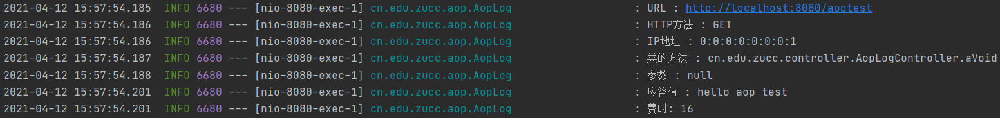 2021-04-12 15:57:54.185  INFO 6680 --- [nio-8080-exec-1] cn.edu.zucc.aop.AopLog                   : URL : http://localhost:8080/aoptest
2021-04-12 15:57:54.186  INFO 6680 --- [nio-8080-exec-1] cn.edu.zucc.aop.AopLog                   : HTTP方法 : GET
2021-04-12 15:57:54.186  INFO 6680 --- [nio-8080-exec-1] cn.edu.zucc.aop.AopLog                   : IP地址 : 0:0:0:0:0:0:0:1
2021-04-12 15:57:54.187  INFO 6680 --- [nio-8080-exec-1] cn.edu.zucc.aop.AopLog                   : 类的方法 : cn.edu.zucc.controller.AopLogController.aVoid
2021-04-12 15:57:54.188  INFO 6680 --- [nio-8080-exec-1] cn.edu.zucc.aop.AopLog                   : 参数 : null
2021-04-12 15:57:54.201  INFO 6680 --- [nio-8080-exec-1] cn.edu.zucc.aop.AopLog                   : 应答值 : hello aop test
2021-04-12 15:57:54.201  INFO 6680 --- [nio-8080-exec-1] cn.edu.zucc.aop.AopLog                   : 费时: 16